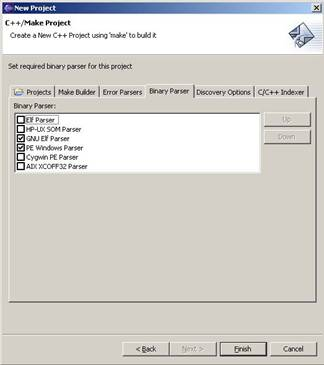 New Project
C++/Make Project
Create a New C++ Project using 'make' to build it
Set required binary parser for this project
Projects Make Builder Error Parsers Binary Parser Discovery Options C/C++ Indexer
Binary Parser:
Elf Parser
HP-UX SOM Parser
GNU Elf Parser
PE Windows Parser
Cygwin PE Parser
AIX XCOFF32 Parser
Up
Down
< Back Next > Finish Cancel